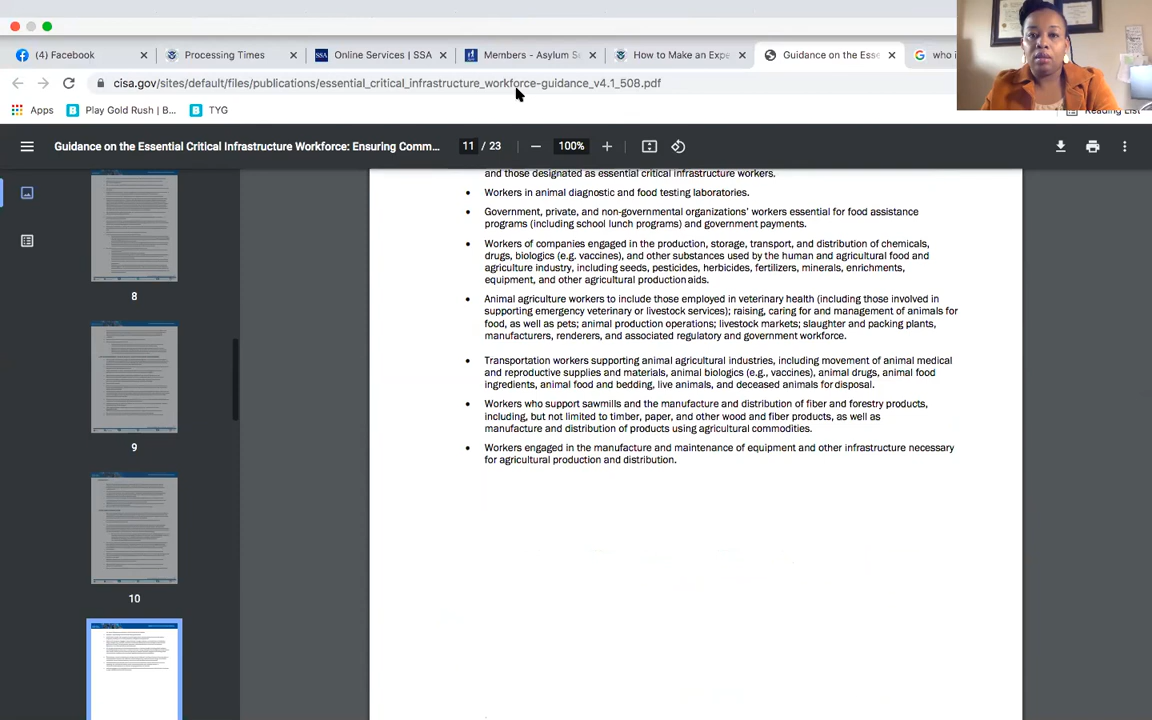 (4) Facebook
Processing Times
Online Services | SSA
Members - Asylum S
How to Make an Expe
Guidance on the Esse
who i
cisa.gov/sites/default/files/publications/essential_critical_infrastructure_workforce-guidance_v4.1_508.pdf
Apps
Play Gold Rush | B...
TYG
Reading List
Guidance on the Essential Critical Infrastructure Workforce: Ensuring Comm...
11 / 23
100%
and those designated as essential critical infrastructure workers.
• Workers in animal diagnostic and food testing laboratories.
• Government, private, and non-governmental organizations’ workers essential for food assistance
programs (including school lunch programs) and government payments.
• Workers of companies engaged in the production, storage, transport, and distribution of chemicals,
drugs, biologics (e.g. vaccines), and other substances used by the human and agricultural food and
agriculture industry, including seeds, pesticides, herbicides, fertilizers, minerals, enrichments,
equipment, and other agricultural production aids.
• Animal agriculture workers to include those employed in veterinary health (including those involved in
supporting emergency veterinary or livestock services); raising, caring for and management of animals for
food, as well as pets; animal production operations; livestock markets; slaughter and packing plants,
manufacturers, renderers, and associated regulatory and government workforce.
• Transportation workers supporting animal agricultural industries, including movement of animal medical
and reproductive supplies and materials, animal biologics (e.g., vaccines), animal drugs, animal food
ingredients, animal food and bedding, live animals, and deceased animals for disposal.
• Workers who support sawmills and the manufacture and distribution of fiber and forestry products,
including, but not limited to timber, paper, and other wood and fiber products, as well as
manufacture and distribution of products using agricultural commodities.
• Workers engaged in the manufacture and maintenance of equipment and other infrastructure necessary
for agricultural production and distribution.
8
9
10